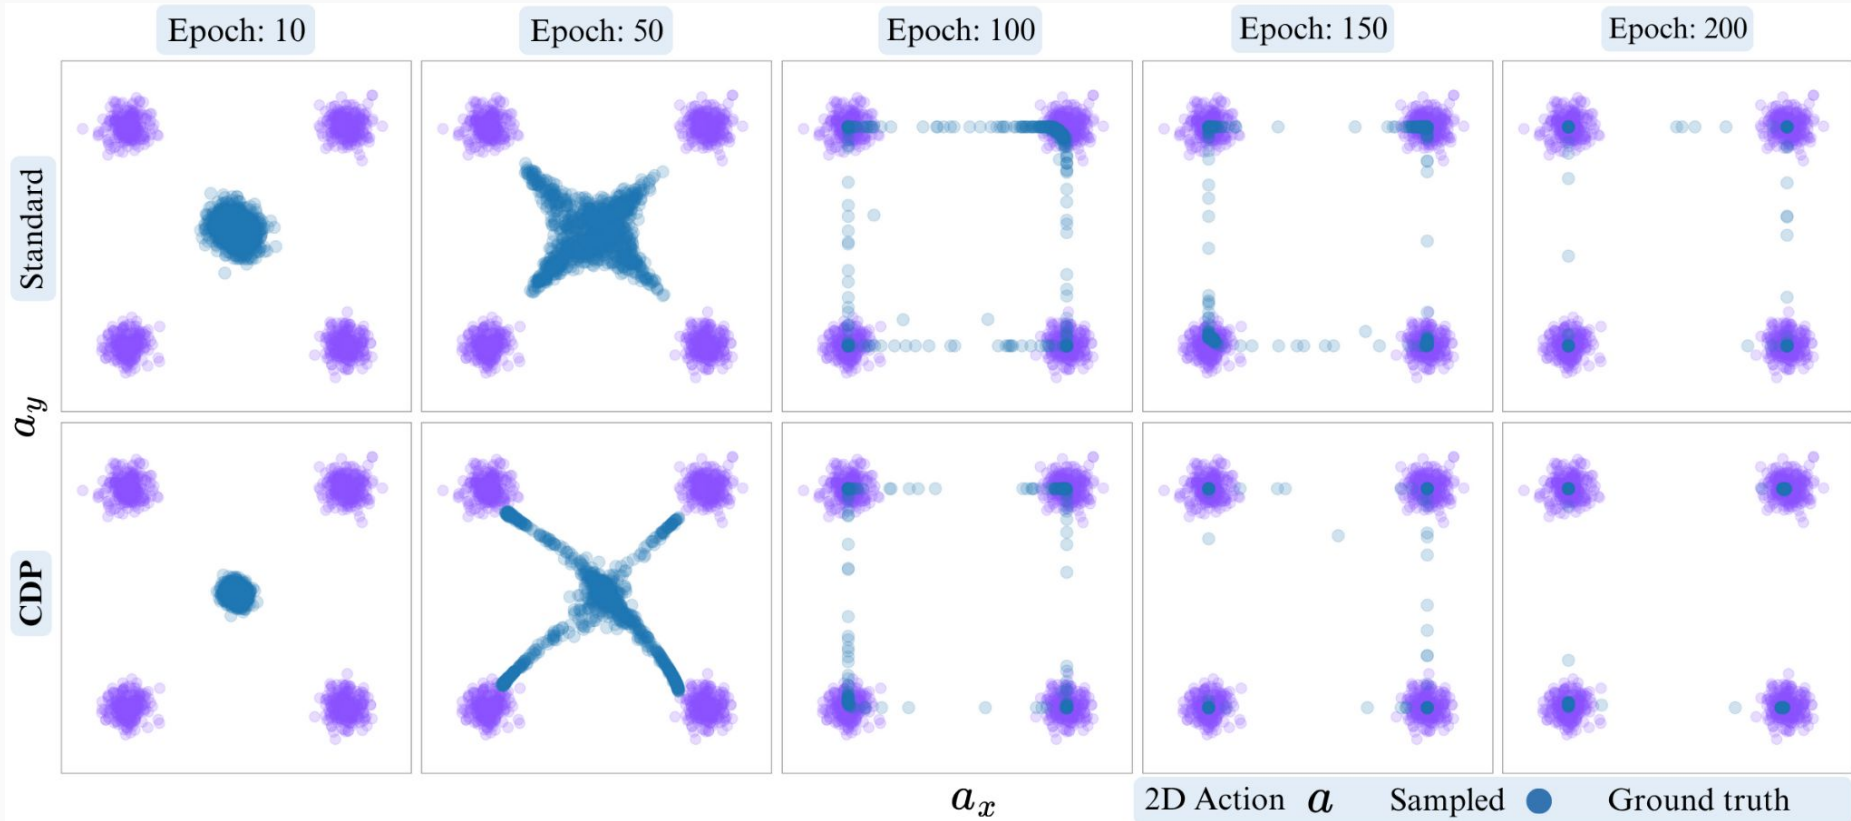 Epoch: 10 Epoch: 50 Epoch: 100 Epoch: 150 Epoch: 200
Standard
a_y
CDP
a_x
2D Action a Sampled Ground truth